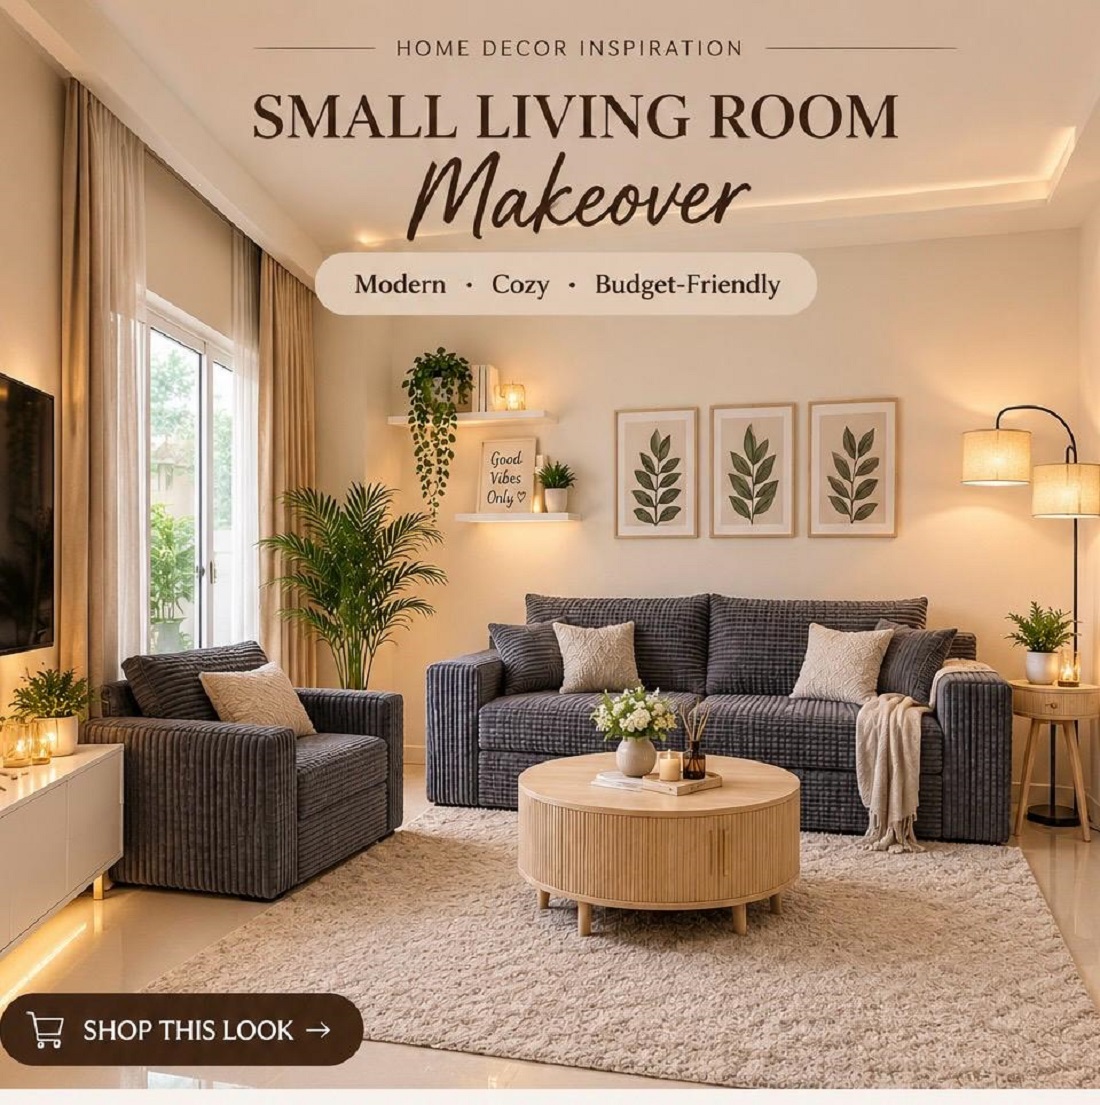 HOME DECOR INSPIRATION
SMALL LIVING ROOM
Makeover
Modern · Cozy · Budget-Friendly
Good
Vibes
Only ♡
SHOP THIS LOOK →